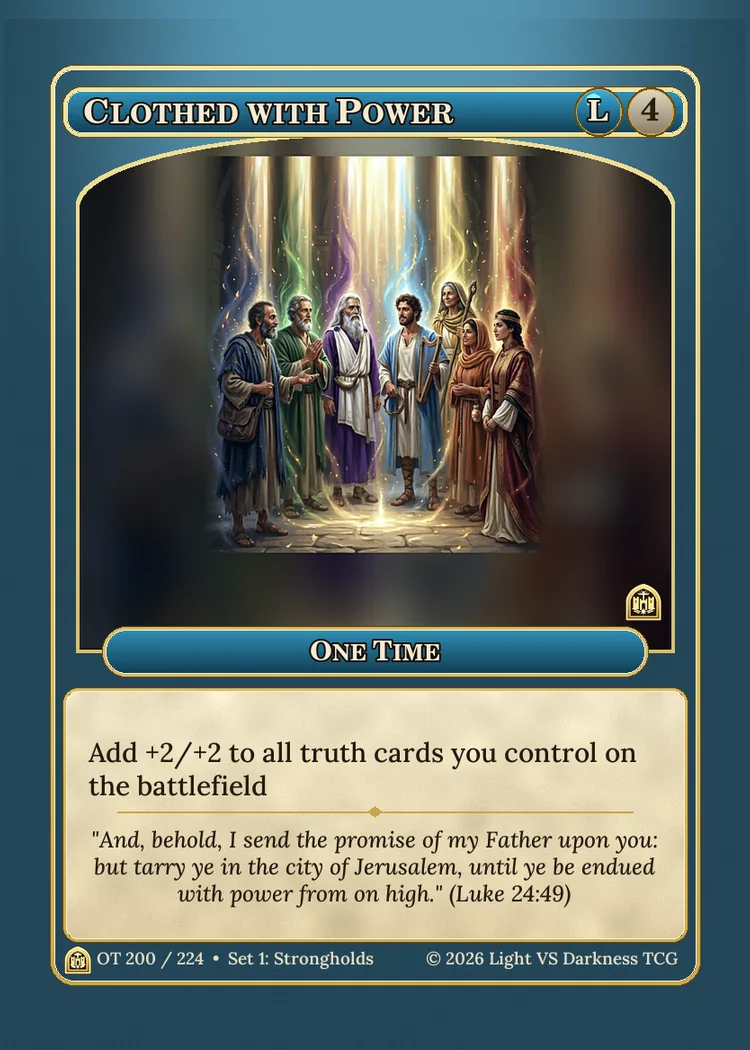 Clothed with Power L 4
One Time
Add +2/+2 to all truth cards you control on
the battlefield
"And, behold, I send the promise of my Father upon you:
but tarry ye in the city of Jerusalem, until ye be endued
with power from on high." (Luke 24:49)
OT 200 / 224 • Set 1: Strongholds © 2026 Light VS Darkness TCG